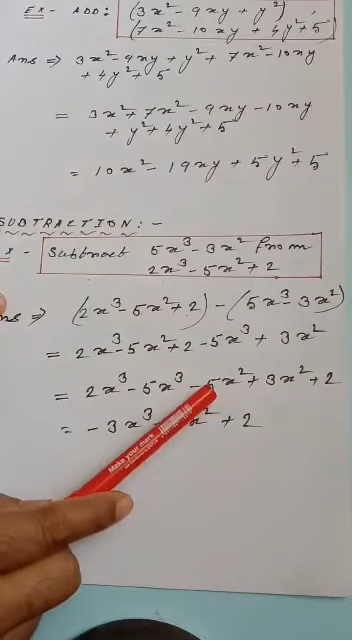 Ex- ADD: (3x² - 9xy + y²),
(7x² - 10xy + 4y² + 5)
Ans ⇒ 3x² - 9xy + y² + 7x² - 10xy
+ 4y² + 5
= 3x² + 7x² - 9xy - 10xy
+ y² + 4y² + 5
= 10x² - 19xy + 5y² + 5
SUBTRACTION:-
x- Subtract 5x³ - 3x² from
2x³ - 5x² + 2
ns ⇒ (2x³ - 5x² + 2) - (5x³ - 3x²)
= 2x³ - 5x² + 2 - 5x³ + 3x²
= 2x³ - 5x³ - 5x² + 3x² + 2
= - 3x³ x² + 2
Make your mark